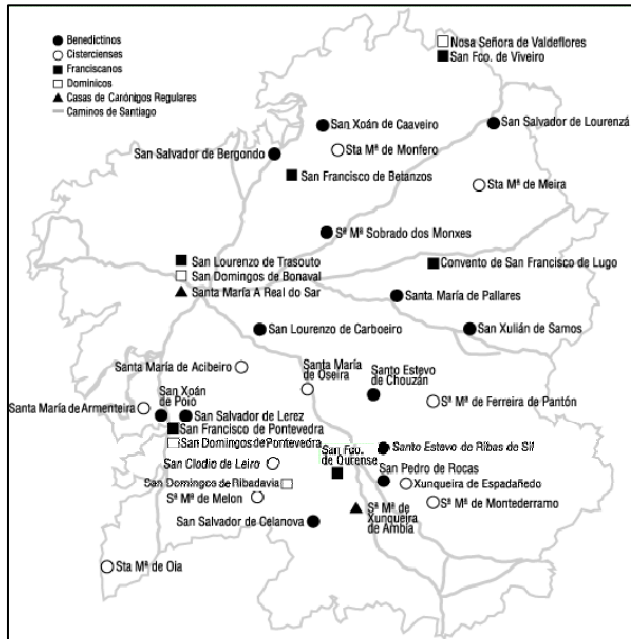 Benedictinos
Cistercienses
Franciscanos
Dominicos
Casas de Canónigos Regulares
Camiños de Santiago
Nosa Señora de Valdeflores
San Fco. de Viveiro
San Xoán de Caaveiro
San Salvador de Lourenzá
Sta Mª de Monfero
San Salvador de Bergondo
San Francisco de Betanzos
Sta Mª de Meira
Sª Mª Sobrado dos Monxes
San Lourenzo de Trasouto
San Domingos de Bonaval
Santa María A Real do Sar
Convento de San Francisco de Lugo
Santa María de Pallares
San Lourenzo de Carboeiro
San Xulián de Samos
Santa María de Acibeiro
Santa María
de Oseira
Santo Estevo
de Chouzán
San Xoán
de Poio
Santa María de Armenteira
San Salvador de Lerez
Sª Mª de Ferreira de Pantón
San Francisco de Pontevedra
San Domingos de Pontevedra
San Fco.
de Ourense
Santo Estevo de Ribas de Sil
San Clodio de Leiro
San Pedro de Rocas
San Domingos de Ribadavia
Xunqueira de Espadañedo
Sª Mª de Melon
Sª Mª de Montederramo
Sª Mª de
Xunqueira de
Ambía
San Salvador de Celanova
Sta Mª de Oia